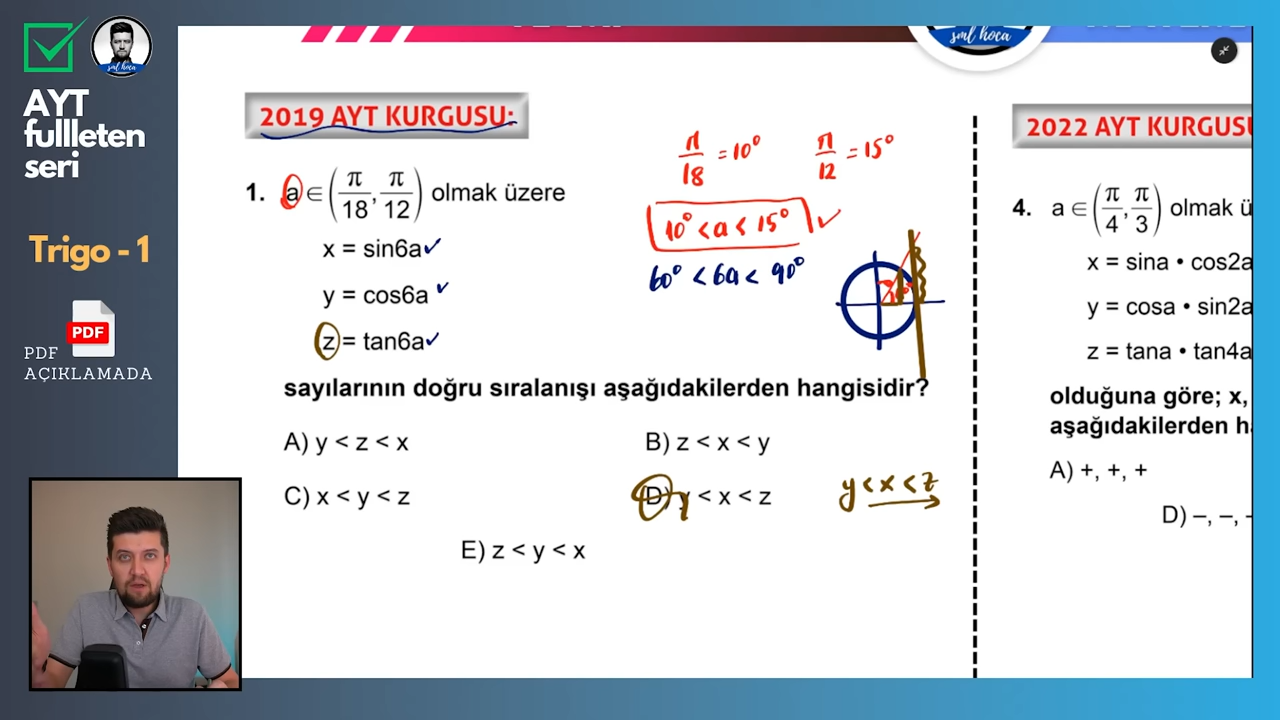 sml hoca
AYT
fullleten
seri
Trigo - 1
PDF
PDF
AÇIKLAMADA
sml hoca
2019 AYT KURGUSU:
1. a ∈ (π/18, π/12) olmak üzere
x = sin6a
y = cos6a
z = tan6a
sayılarının doğru sıralanışı aşağıdakilerden hangisidir?
A) y < z < x
B) z < x < y
C) x < y < z
D) y < x < z
E) z < y < x
π/18 = 10°
π/12 = 15°
10° < a < 15°
60° < 6a < 90°
y < x < z
2022 AYT KURGUSU
4. a ∈ (π/4, π/3) olmak ü
x = sina • cos2a
y = cosa • sin2a
z = tana • tan4a
olduğuna göre; x,
aşağıdakilerden h
A) +, +, +
D) –, –, –